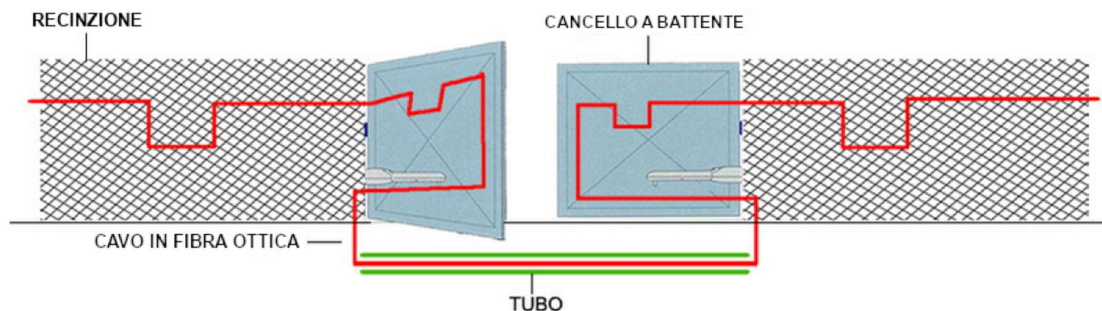 RECINZIONE
CANCELLO A BATTENTE
CAVO IN FIBRA OTTICA
TUBO